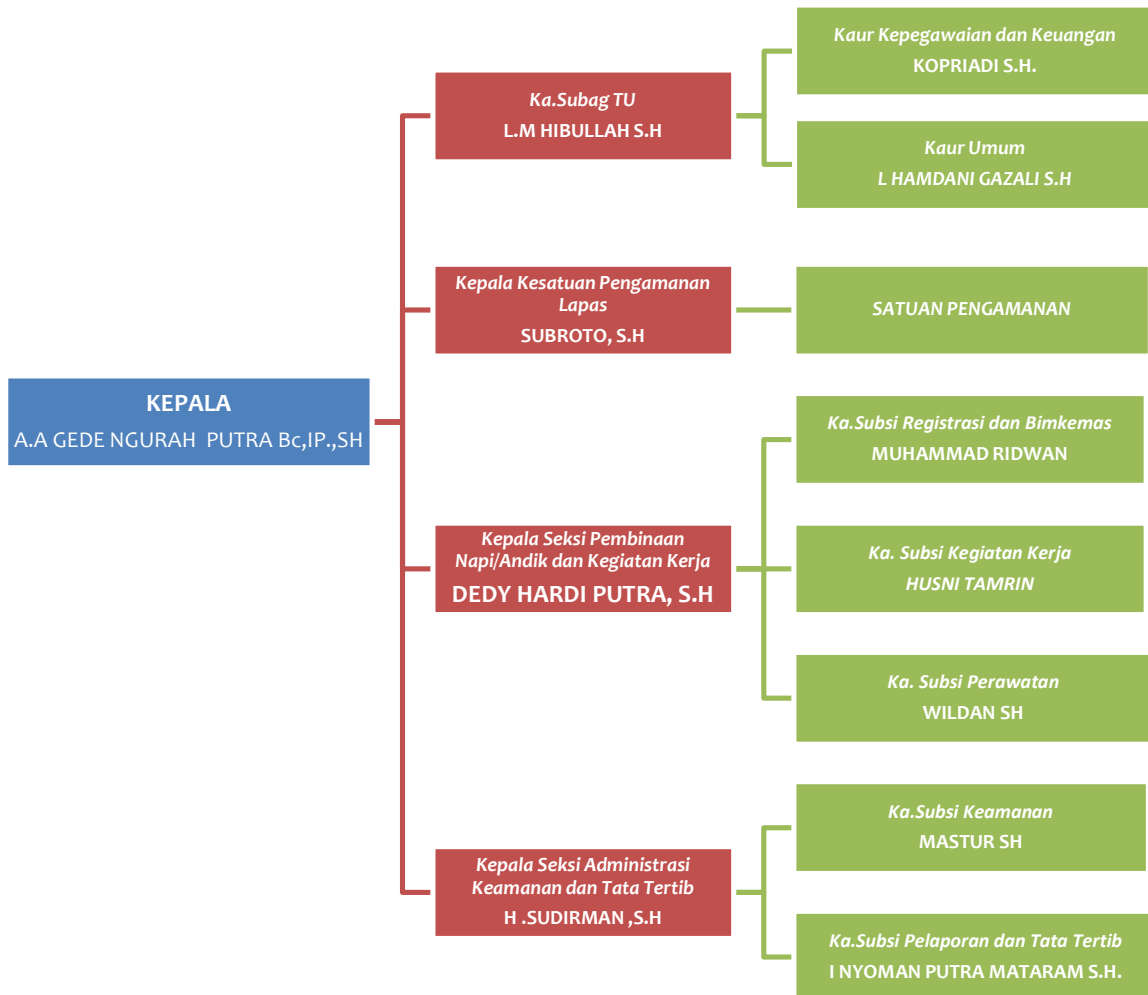 KEPALA
A.A GEDE NGURAH PUTRA Bc,IP.,SH
Ka.Subag TU
L.M HIBULLAH S.H
Kaur Kepegawaian dan Keuangan
KOPRIADI S.H.
Kaur Umum
L HAMDANI GAZALI S.H
Kepala Kesatuan Pengamanan
Lapas
SUBROTO, S.H
SATUAN PENGAMANAN
Kepala Seksi Pembinaan
Napi/Andik dan Kegiatan Kerja
DEDY HARDI PUTRA, S.H
Ka.Subsi Registrasi dan Bimkemas
MUHAMMAD RIDWAN
Ka. Subsi Kegiatan Kerja
HUSNI TAMRIN
Ka. Subsi Perawatan
WILDAN SH
Kepala Seksi Administrasi
Keamanan dan Tata Tertib
H .SUDIRMAN ,S.H
Ka.Subsi Keamanan
MASTUR SH
Ka.Subsi Pelaporan dan Tata Tertib
I NYOMAN PUTRA MATARAM S.H.